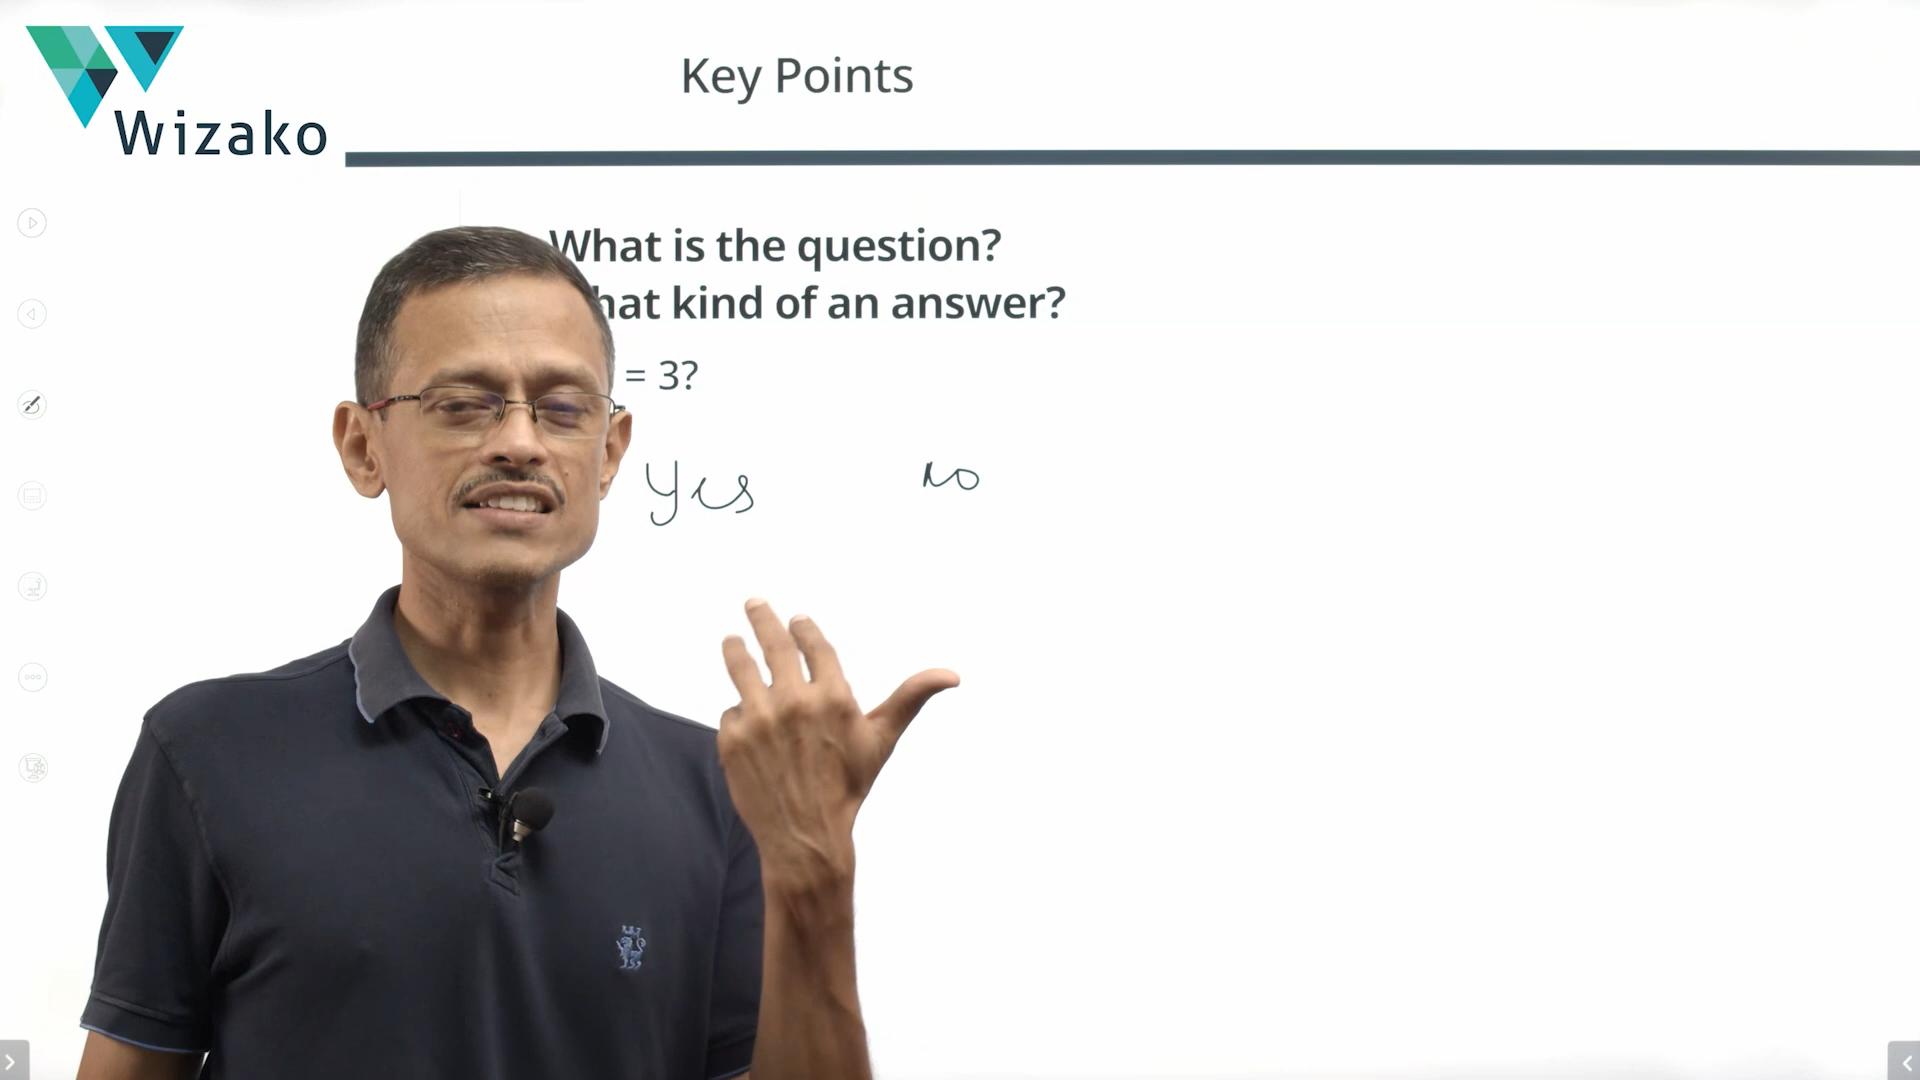 Wizako
Key Points
What is the question?
hat kind of an answer?
= 3?
Yes no